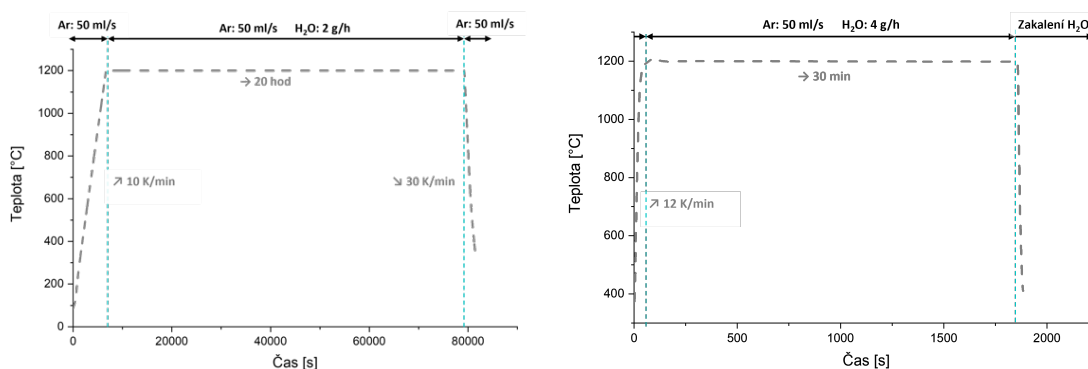 Ar: 50 ml/s
Ar: 50 ml/s H₂O: 2 g/h
Ar: 50 ml/s
1200
1000
800
600
400
200
0
Teplota [°C]
→ 20 hod
↗ 10 K/min
↘ 30 K/min
0
20000
40000
60000
80000
Čas [s]
Ar: 50 ml/s H₂O: 4 g/h
Zakalení H₂O
1200
1000
800
600
400
Teplota [°C]
→ 30 min
↗ 12 K/min
0
500
1000
1500
2000
Čas [s]